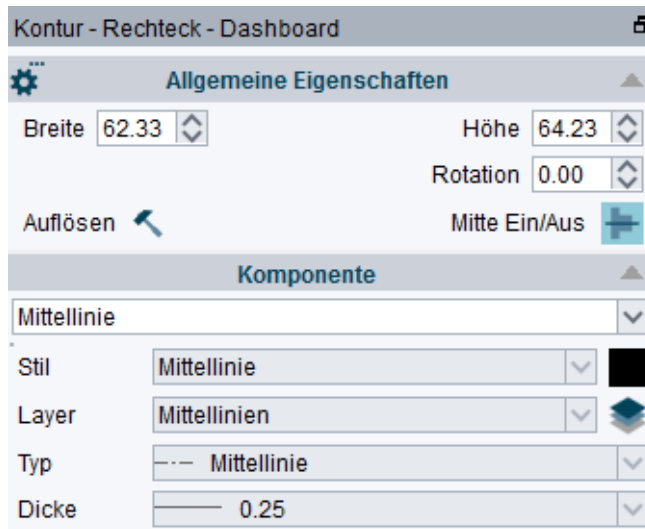 Kontur - Rechteck - Dashboard
Allgemeine Eigenschaften
Breite 62.33 Höhe 64.23
Rotation 0.00
Auflösen Mitte Ein/Aus
Komponente
Mittellinie
Stil Mittellinie
Layer Mittellinien
Typ Mittellinie
Dicke 0.25